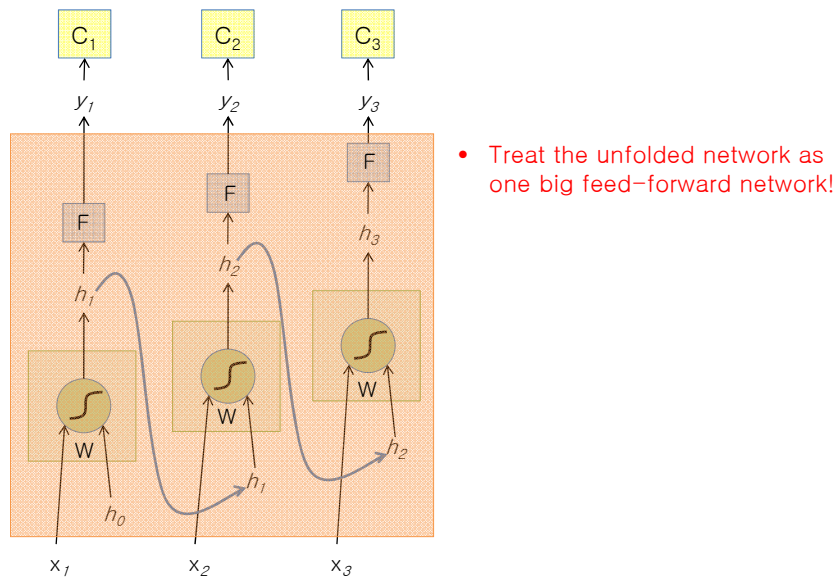 C1 C2 C3
y1 y2 y3
• Treat the unfolded network as
one big feed-forward network!
F
F
F
h3
h2
h1
W
W
W
h2
h1
h0
x1 x2 x3